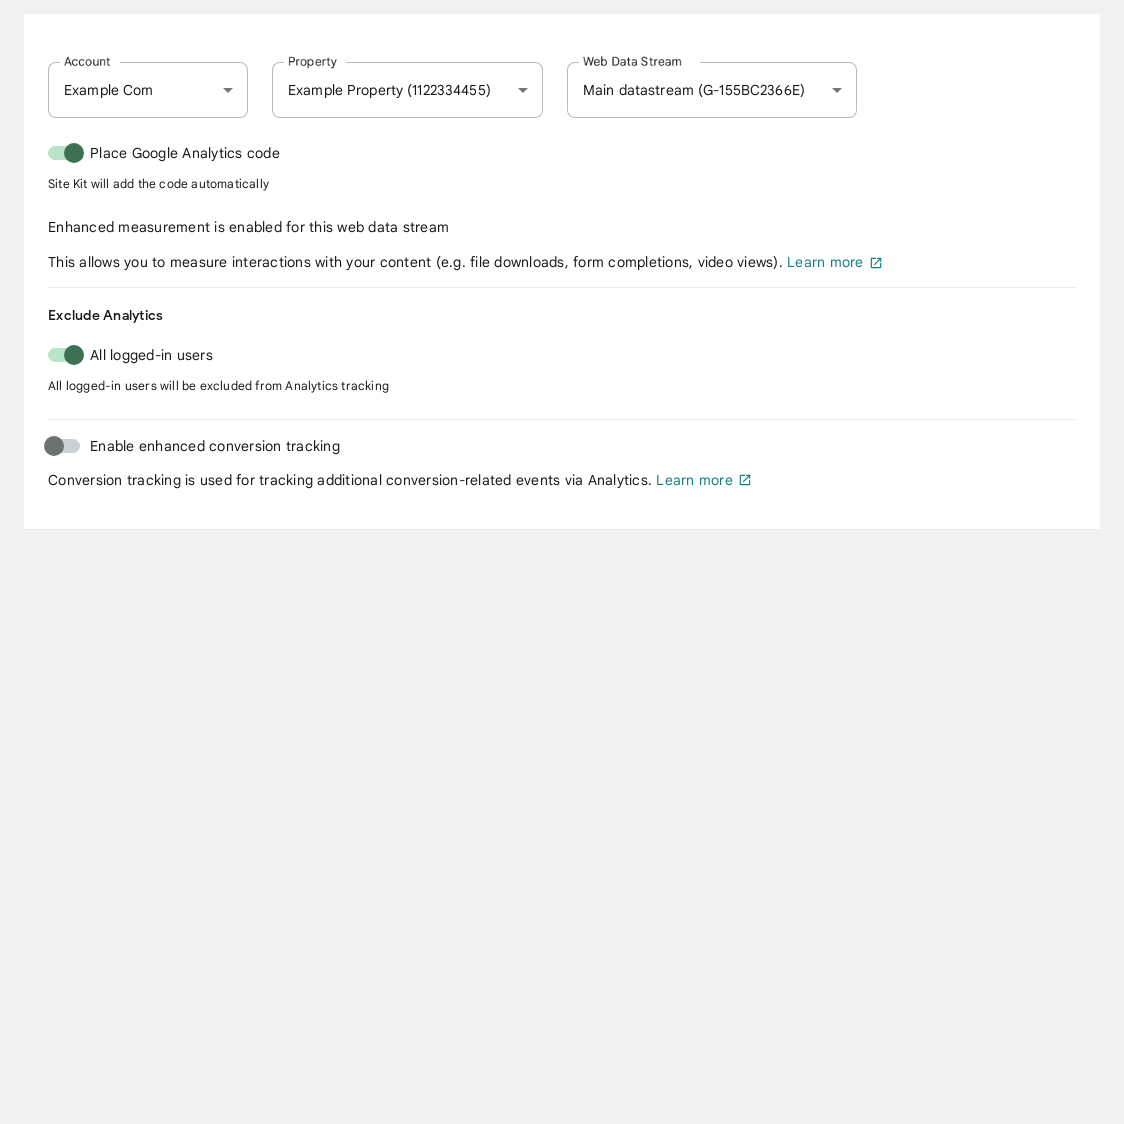 Account
Property
Web Data Stream
Example Com
Example Property (1122334455)
Main datastream (G-155BC2366E)
Place Google Analytics code
Site Kit will add the code automatically
Enhanced measurement is enabled for this web data stream
This allows you to measure interactions with your content (e.g. file downloads, form completions, video views). Learn more
Exclude Analytics
All logged-in users
All logged-in users will be excluded from Analytics tracking
Enable enhanced conversion tracking
Conversion tracking is used for tracking additional conversion-related events via Analytics. Learn more